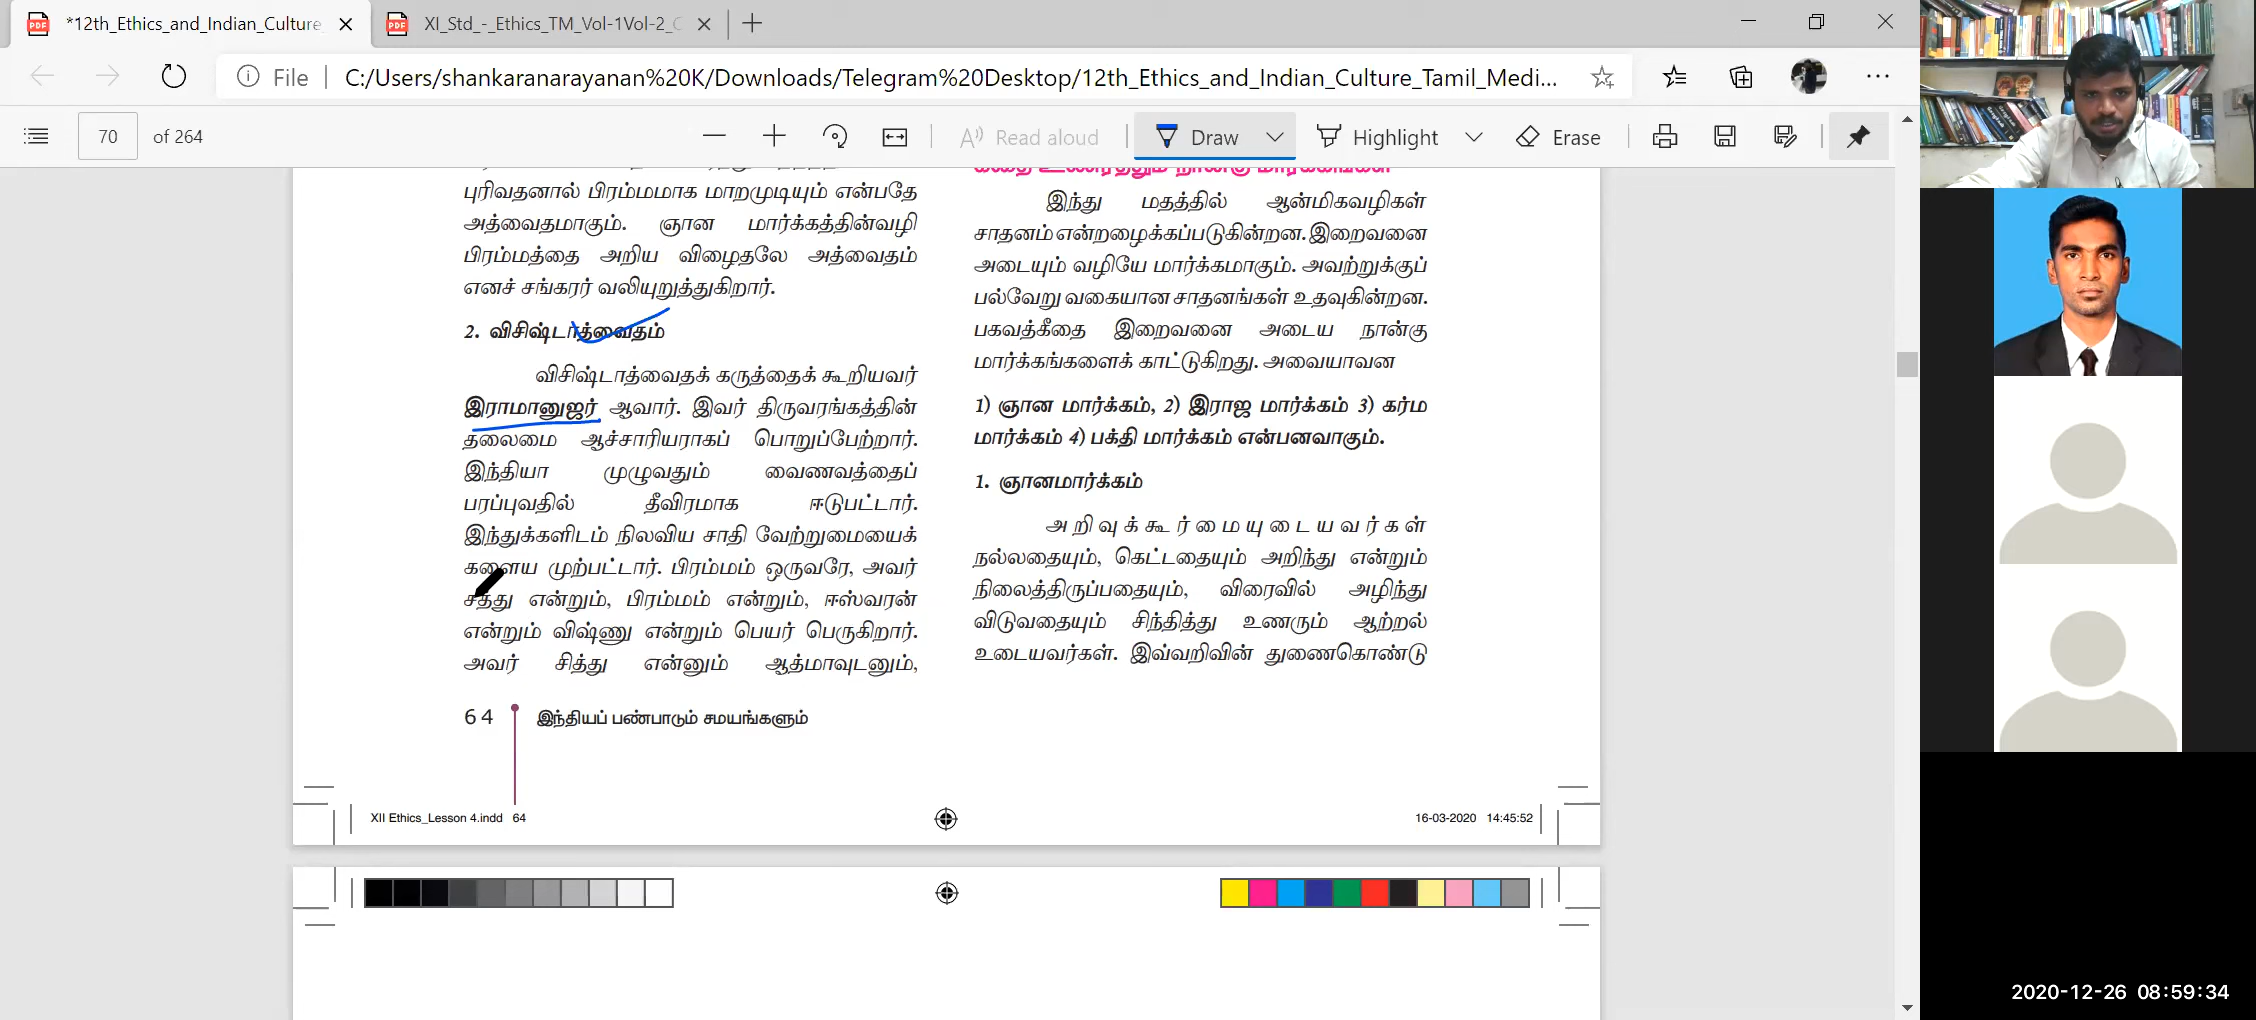 *12th_Ethics_and_Indian_Culture
XI_Std_-_Ethics_TM_Vol-1Vol-2_C
File
C:/Users/shankaranarayanan%20K/Downloads/Telegram%20Desktop/12th_Ethics_and_Indian_Culture_Tamil_Medi...
70 of 264
Read aloud
Draw
Highlight
Erase
புரிவதனால் பிரம்மமாக மாறமுடியும் என்பதே
அத்வைதமாகும். ஞான மார்க்கத்தின்வழி
பிரம்மத்தை அறிய விழைதலே அத்வைதம்
எனச் சங்கரர் வலியுறுத்துகிறார்.
2. விசிஷ்டாத்வைதம்
விசிஷ்டாத்வைதக் கருத்தைக் கூறியவர்
இராமானுஜர் ஆவார். இவர் திருவரங்கத்தின்
தலைமை ஆச்சாரியராகப் பொறுப்பேற்றார்.
இந்தியா முழுவதும் வைணவத்தைப்
பரப்புவதில் தீவிரமாக ஈடுபட்டார்.
இந்துக்களிடம் நிலவிய சாதி வேற்றுமையைக்
களைய முற்பட்டார். பிரம்மம் ஒருவரே, அவர்
சத்து என்றும், பிரம்மம் என்றும், ஈஸ்வரன்
என்றும் விஷ்ணு என்றும் பெயர் பெருகிறார்.
அவர் சித்து என்னும் ஆத்மாவுடனும்,
64 இந்தியப் பண்பாடும் சமயங்களும்
இந்து மதத்தில் ஆன்மிகவழிகள்
சாதனம் என்றழைக்கப்படுகின்றன. இறைவனை
அடையும் வழியே மார்க்கமாகும். அவற்றுக்குப்
பல்வேறு வகையான சாதனங்கள் உதவுகின்றன.
பகவத்கீதை இறைவனை அடைய நான்கு
மார்க்கங்களைக் காட்டுகிறது. அவையாவன
1) ஞான மார்க்கம், 2) இராஜ மார்க்கம் 3) கர்ம
மார்க்கம் 4) பக்தி மார்க்கம் என்பனவாகும்.
1. ஞானமார்க்கம்
அறிவுக்கூர்மையுடையவர்கள்
நல்லதையும், கெட்டதையும் அறிந்து என்றும்
நிலைத்திருப்பதையும், விரைவில் அழிந்து
விடுவதையும் சிந்தித்து உணரும் ஆற்றல்
உடையவர்கள். இவ்வறிவின் துணைகொண்டு
XII Ethics_Lesson 4.indd 64
16-03-2020 14:45:52
2020-12-26 08:59:34